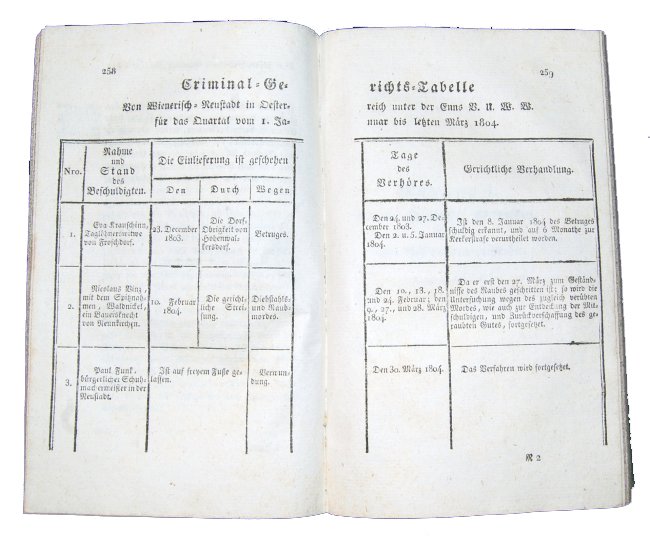 258
Criminal-Ge-
Von Wienerisch-Neustadt in Oester-
für das Quartal vom 1. Ja-
Nro.
Nahme
und
Stand
des
Beschuldigten.
Die Einlieferung ist geschehen
Den
Durch
Wegen
1.
Eva Krauschinn,
Taglöhnerswitwe
von Froschdorf.
23. December
1803.
Die Dorf-
Obrigkeit von
Hohenwal-
kersdorf.
Betruges.
2.
Nicolaus Binz,
mit dem Spitznah-
men, Waldnickel,
ein Bauersknecht
von Neunkirchen.
10. Februar
1804.
Die gericht-
liche Strei-
fung.
Diebstahls-
und Raub-
mordes.
3.
Paul Funk,
bürgerlicher Schuh-
machermeister in der
Neustadt.
Ist auf freyem Fuße ge-
lassen.
Verwun-
dung.
259
richts-Tabelle
reich unter der Enns V. U. W. W.
nuar bis letzten März 1804.
Tage
des
Verhöres.
Gerichtliche Verhandlung.
Den 24. und 27. De-
cember 1803.
Den 2. u. 5. Januar
1804.
Ist den 8. Januar 1804 des Betruges
schuldig erkannt, und auf 6 Monathe zur
Kerkerstrafe verurtheilet worden.
Den 10., 13., 18.
und 24. Februar; den
9., 27., und 28. März
1804.
Da er erst den 27. März zum Geständ-
nisse des Raubes geschritten ist; so wird die
Untersuchung wegen des zugleich verübten
Mordes, wie auch zur Entdeckung der Mit-
schuldigen, und Zurückverschaffung des ge-
raubten Gutes, fortgesetzt.
Den 30. März 1804.
Das Verfahren wird fortgesetzt.
R 2